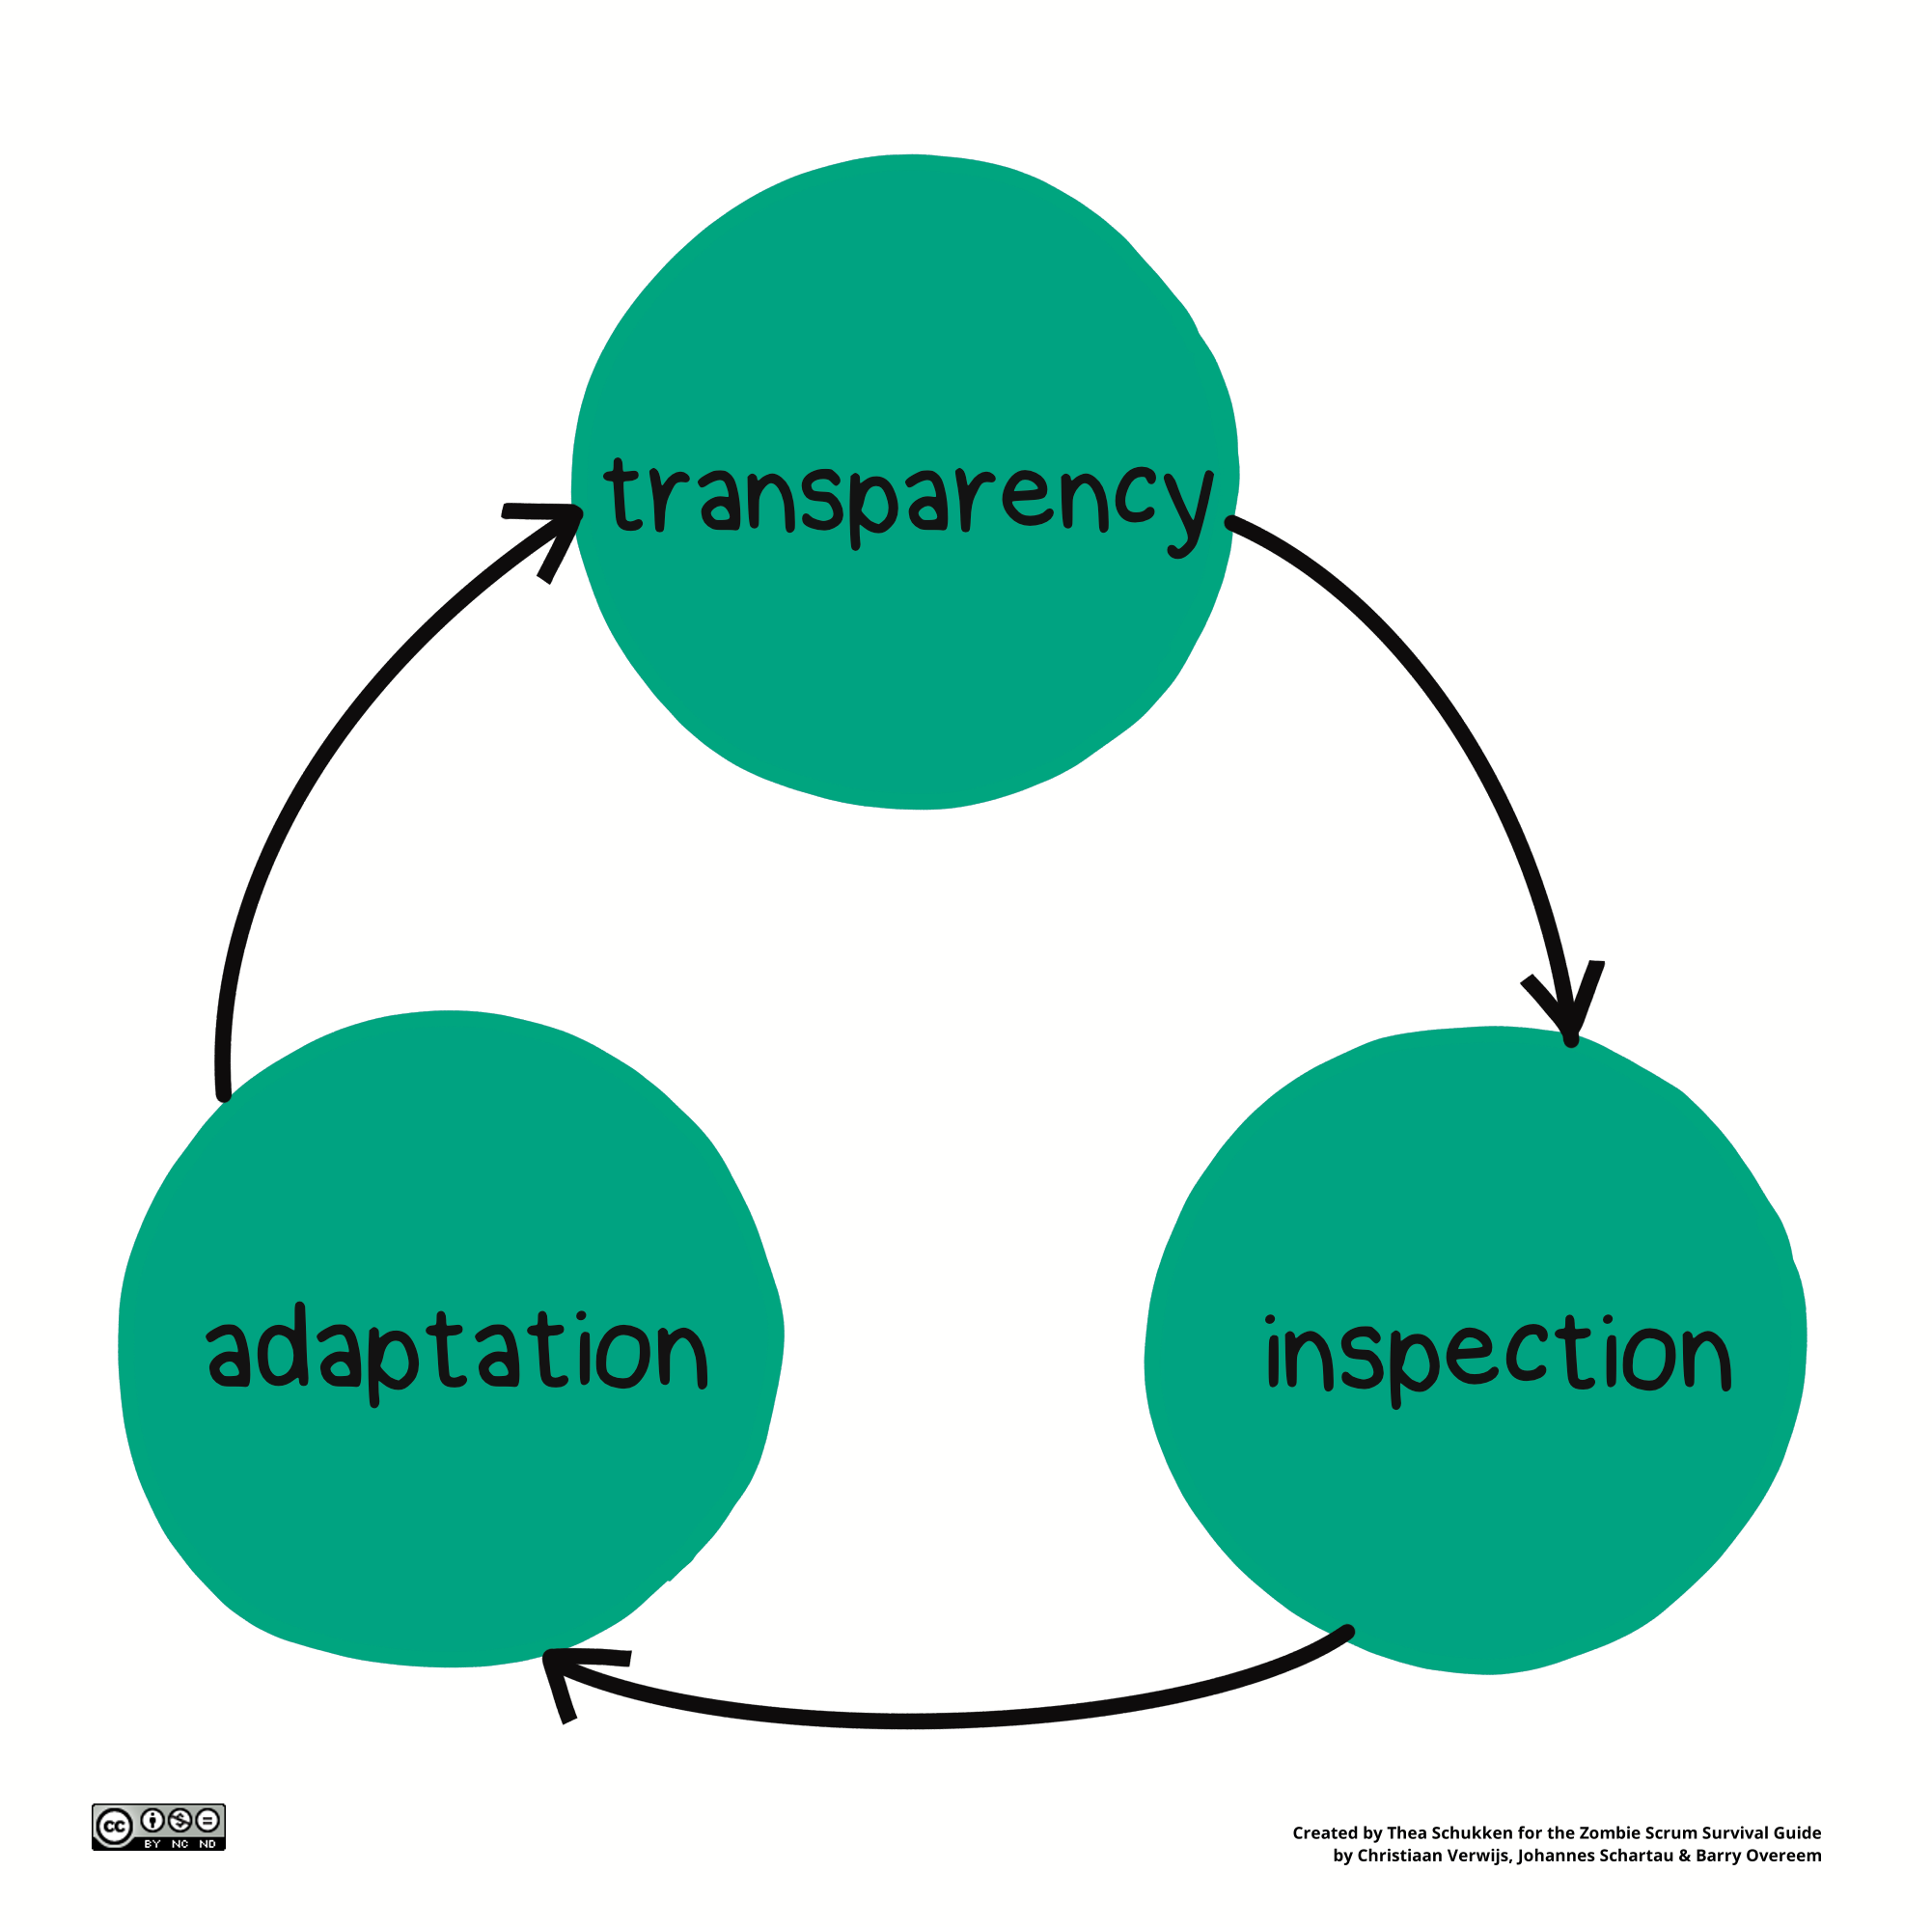 transparency
adaptation
inspection
cc
BY NC ND
Created by Thea Schukken for the Zombie Scrum Survival Guide
by Christiaan Verwijs, Johannes Schartau & Barry Overeem